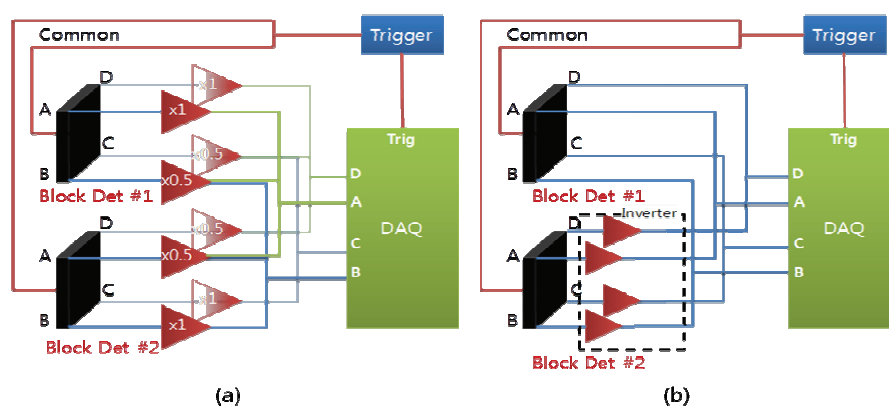 Common
Trigger
D
x1
A
x1
Trig
C
x0.5
D
B
x0.5
Block Det #1
A
D
x0.5
DAQ
A
x0.5
C
C
x1
B
B
x1
Block Det #2
(a)
Common
Trigger
D
A
Trig
C
D
B
Block Det #1
A
D
Inverter
DAQ
A
C
C
B
B
Block Det #2
(b)